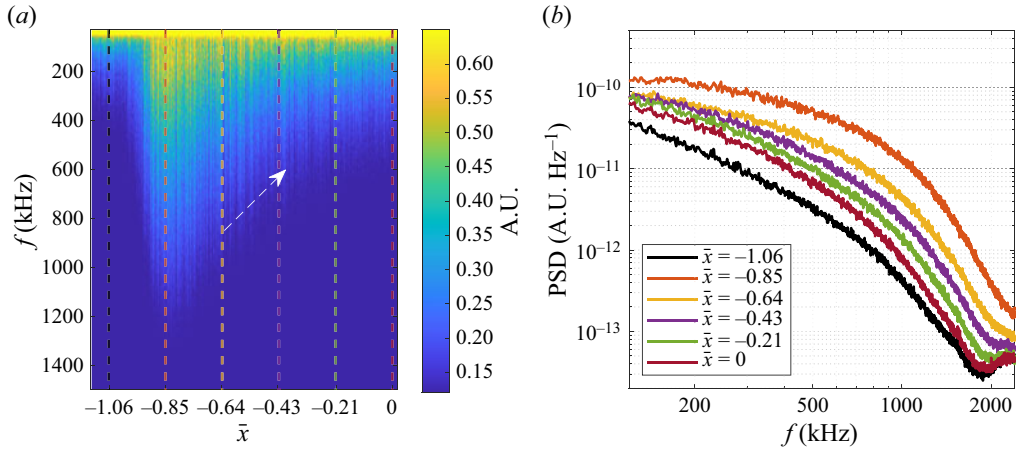 (a)
200
400
600
800
1000
1200
1400
f (kHz)
−1.06 −0.85 −0.64 −0.43 −0.21 0
x̄
0.60
0.55
0.50
0.45
0.40
0.35
0.30
0.25
0.20
0.15
A.U.
(b)
10⁻¹⁰
10⁻¹¹
10⁻¹²
10⁻¹³
PSD (A.U. Hz⁻¹)
x̄ = −1.06
x̄ = −0.85
x̄ = −0.64
x̄ = −0.43
x̄ = −0.21
x̄ = 0
200 500 1000 2000
f (kHz)